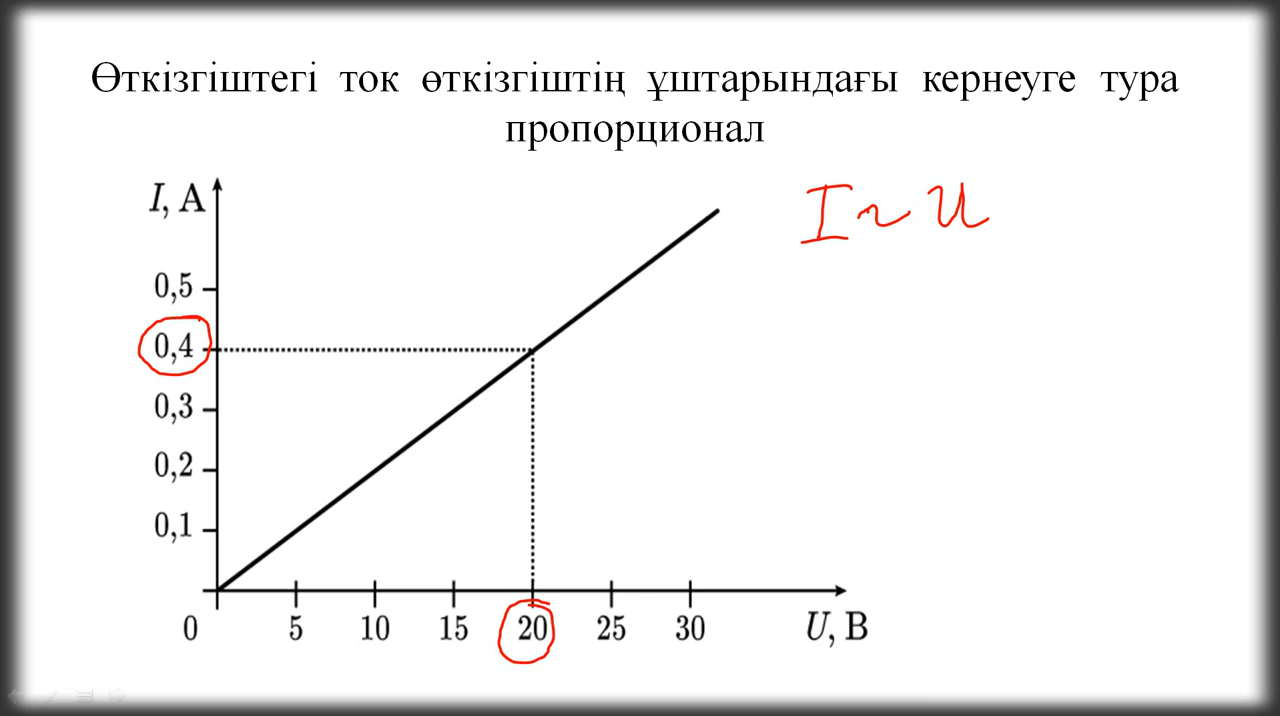 Өткізгіштегі ток өткізгіштің ұштарындағы кернеуге тура
пропорционал
I, А
I ~ U
0,5
0,4
0,3
0,2
0,1
0 5 10 15 20 25 30 U, В